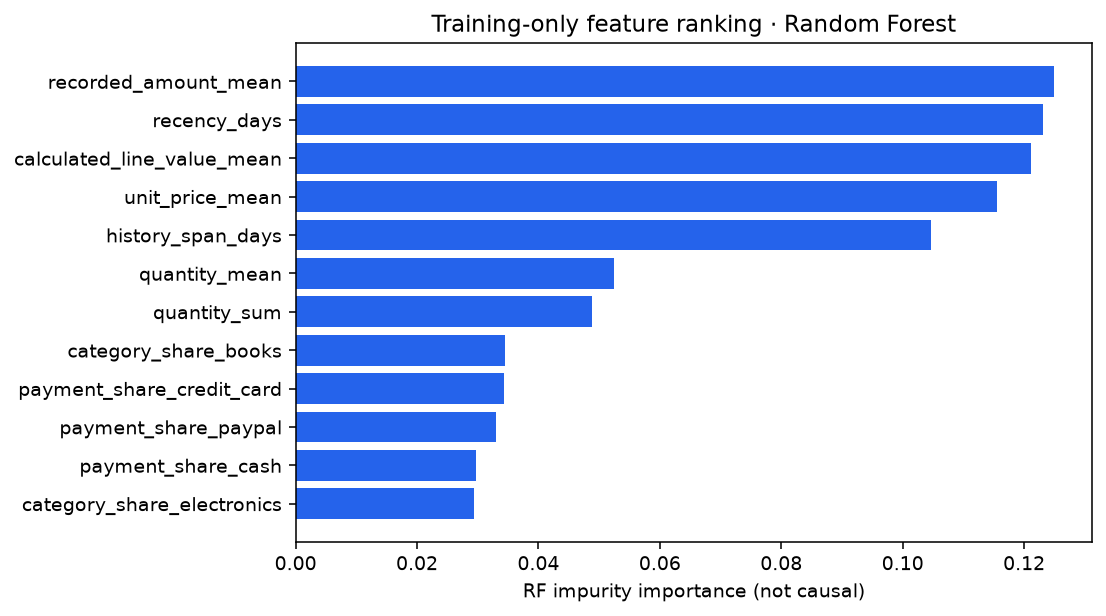 Training-only feature ranking · Random Forest
recorded_amount_mean
recency_days
calculated_line_value_mean
unit_price_mean
history_span_days
quantity_mean
quantity_sum
category_share_books
payment_share_credit_card
payment_share_paypal
payment_share_cash
category_share_electronics
0.00 0.02 0.04 0.06 0.08 0.10 0.12
RF impurity importance (not causal)